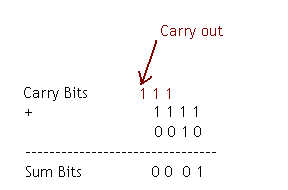 Carry out
Carry Bits 1 1 1
+ 1 1 1 1
0 0 1 0
--------------------------------
Sum Bits 0 0 0 1